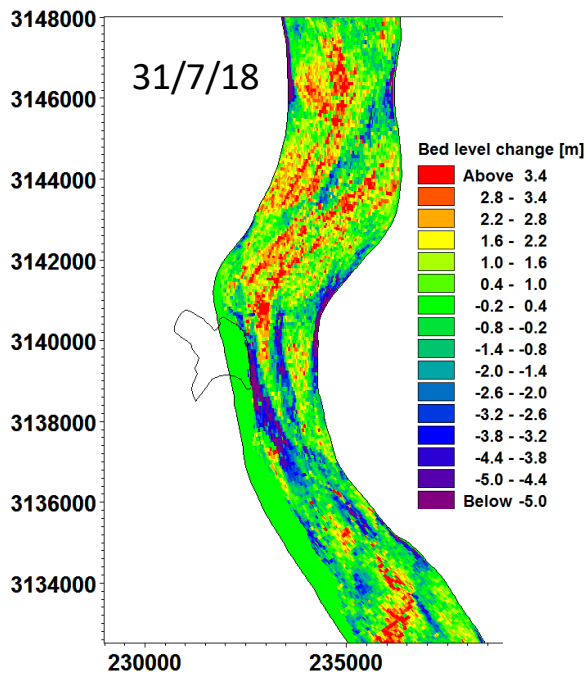 3148000
31/7/18
3146000
Bed level change [m]
Above 3.4
3144000
2.8 - 3.4
2.2 - 2.8
1.6 - 2.2
3142000
1.0 - 1.6
0.4 - 1.0
-0.2 - 0.4
3140000
-0.8 - -0.2
-1.4 - -0.8
-2.0 - -1.4
3138000
-2.6 - -2.0
-3.2 - -2.6
-3.8 - -3.2
-4.4 - -3.8
3136000
-5.0 - -4.4
Below -5.0
3134000
230000
235000